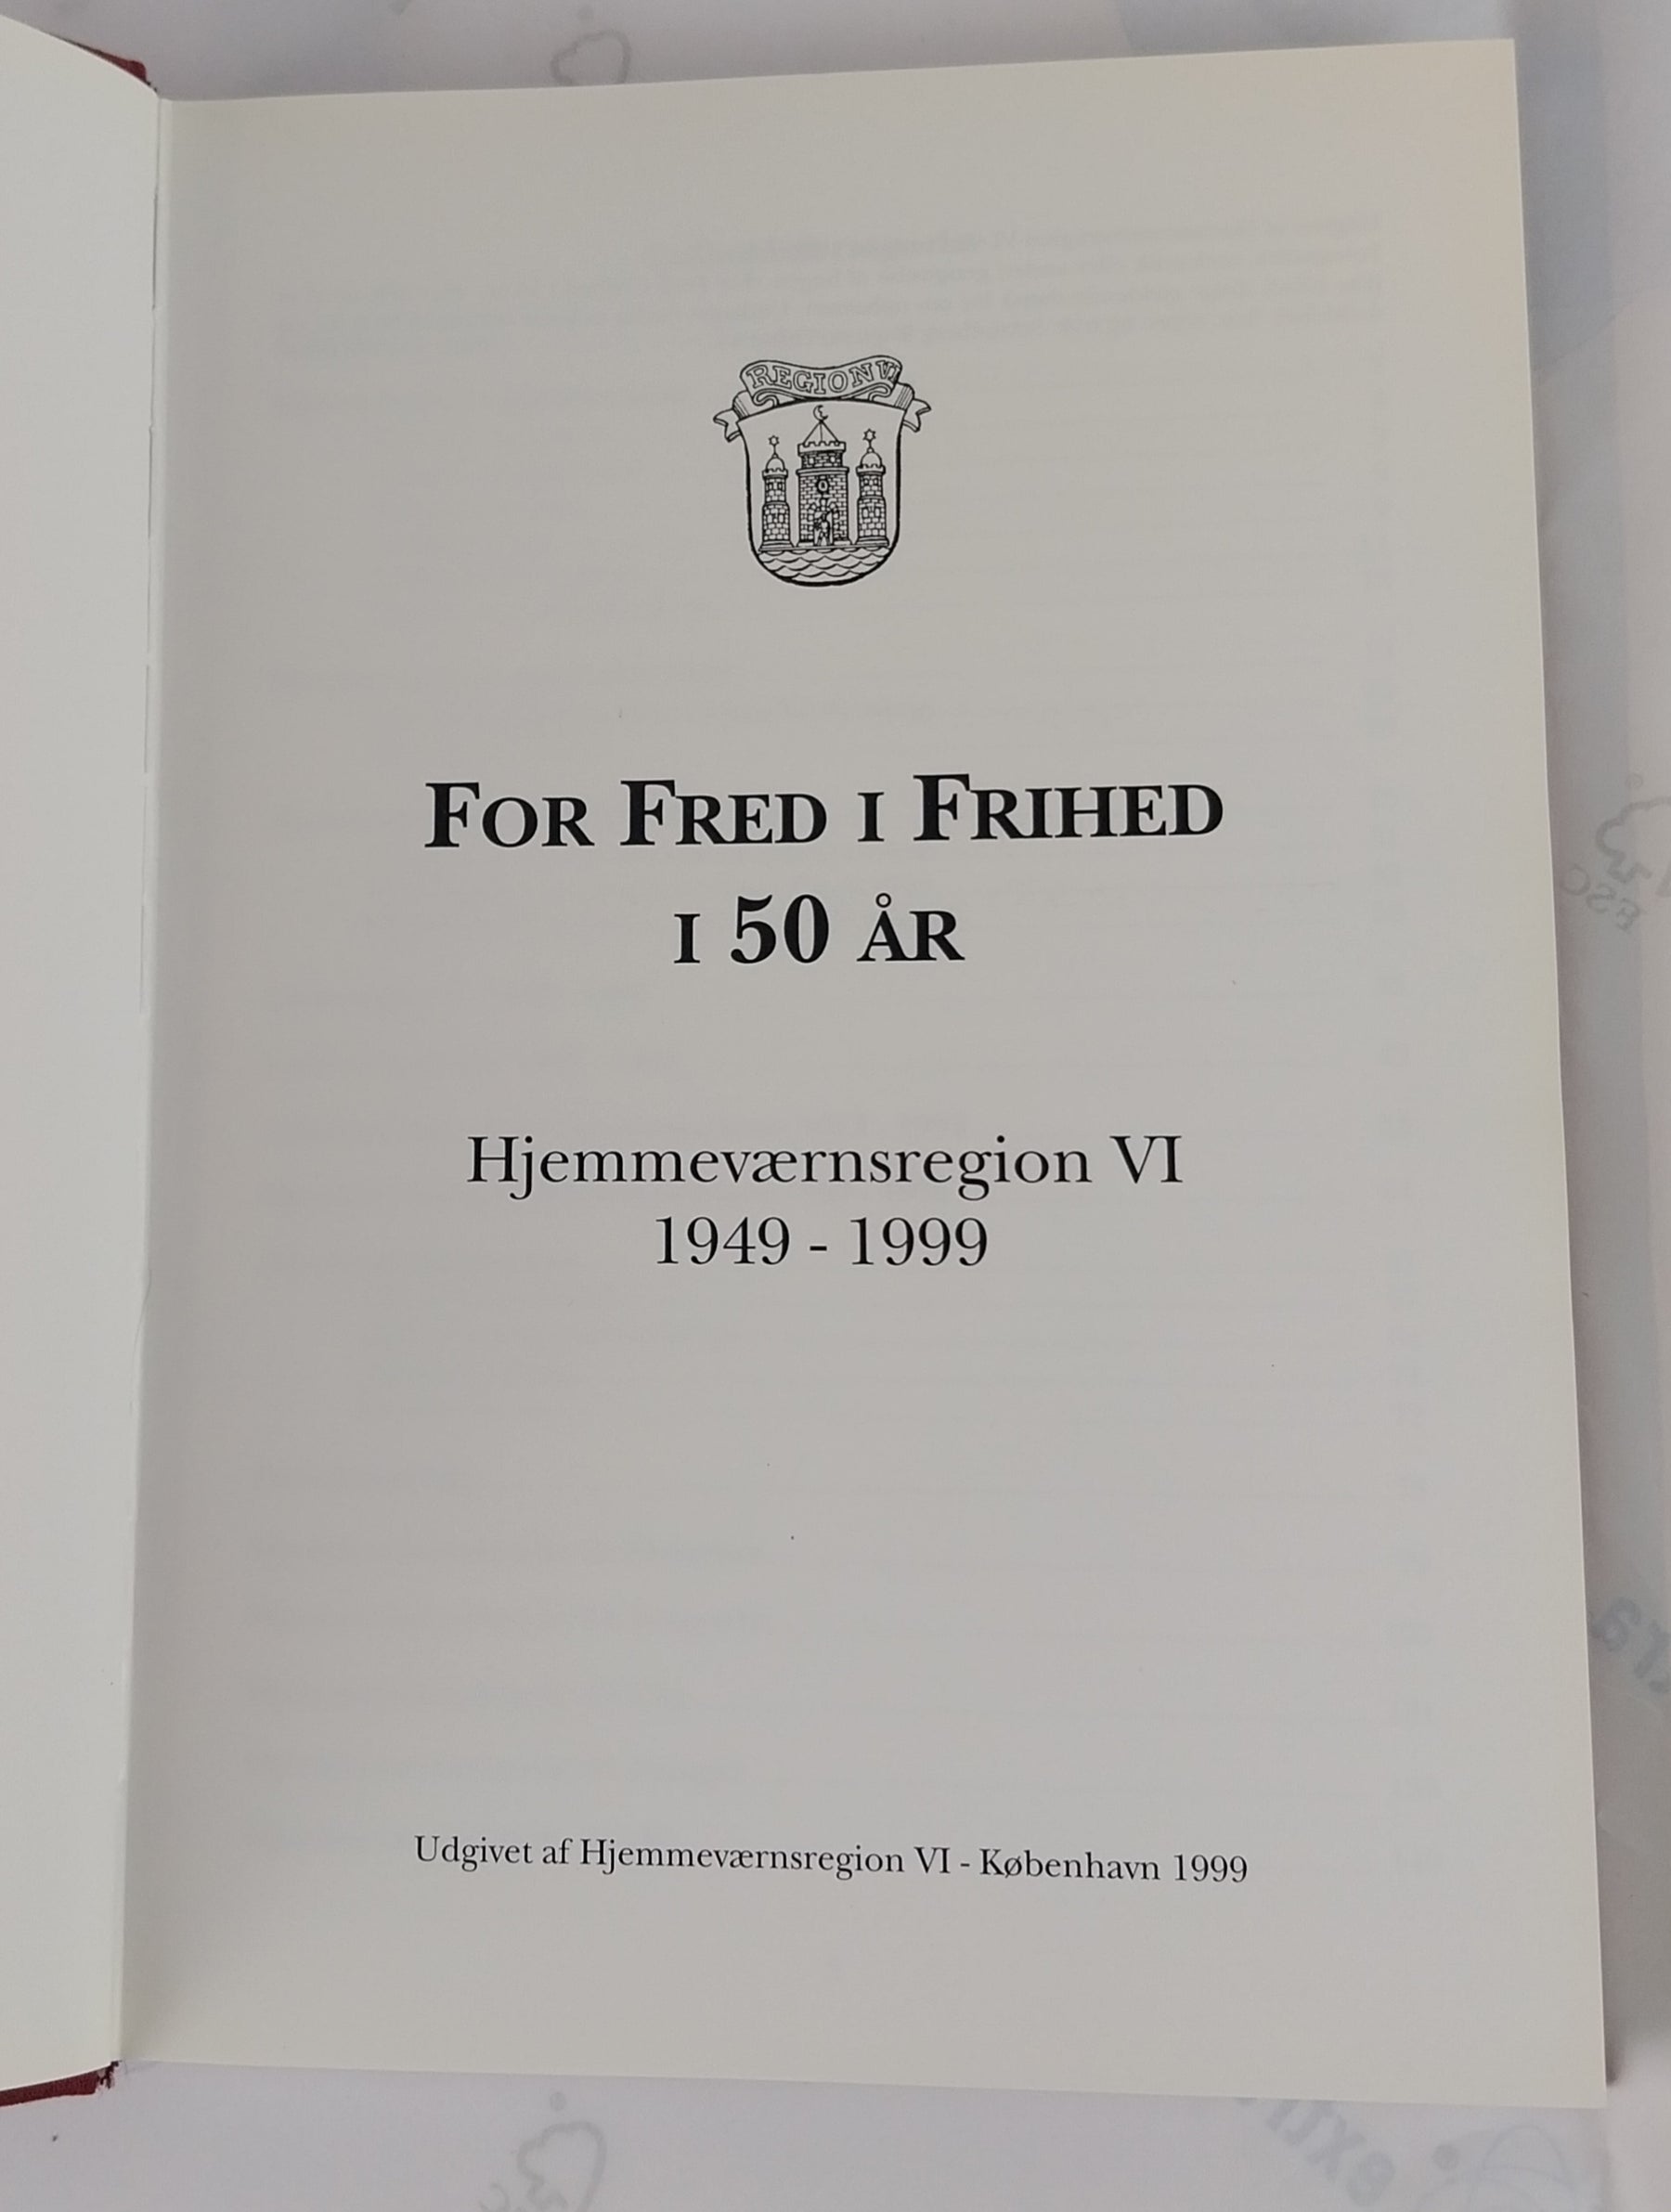 REGION VI
FOR FRED I FRIHED
I 50 ÅR
Hjemmeværnsregion VI
1949 - 1999
Udgivet af Hjemmeværnsregion VI - København 1999